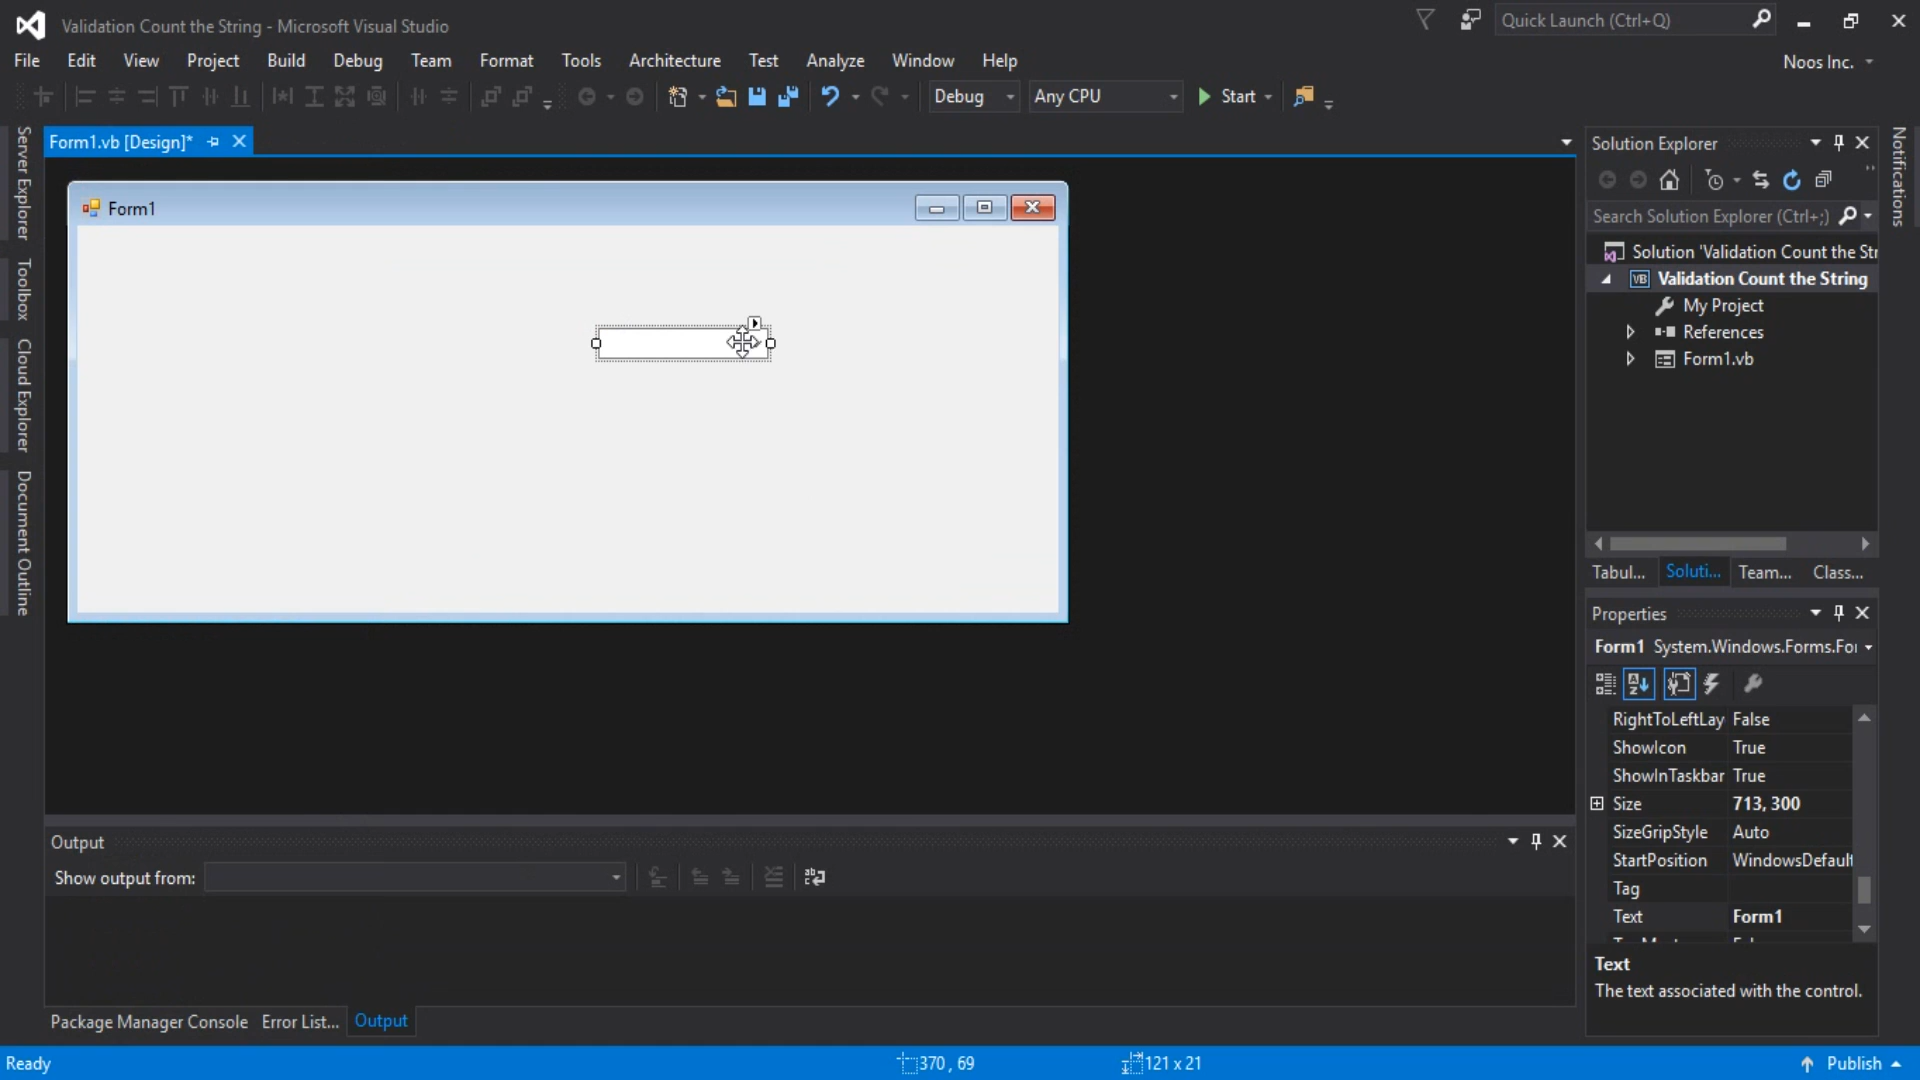 Validation Count the String - Microsoft Visual Studio
Quick Launch (Ctrl+Q)
File Edit View Project Build Debug Team Format Tools Architecture Test Analyze Window Help
Noos Inc.
Debug Any CPU Start
Form1.vb [Design]*
Server Explorer
Toolbox
Cloud Explorer
Document Outline
Form1
Solution Explorer
Notifications
Search Solution Explorer (Ctrl+;)
Solution 'Validation Count the Str
VB Validation Count the String
My Project
References
Form1.vb
Tabul... Soluti... Team... Class...
Properties
Form1 System.Windows.Forms.For
RightToLeftLay False
ShowIcon True
ShowInTaskbar True
Size 713, 300
SizeGripStyle Auto
StartPosition WindowsDefault
Tag
Text Form1
Text
The text associated with the control.
Output
Show output from:
Package Manager Console Error List... Output
Ready 370 , 69 121 x 21 Publish